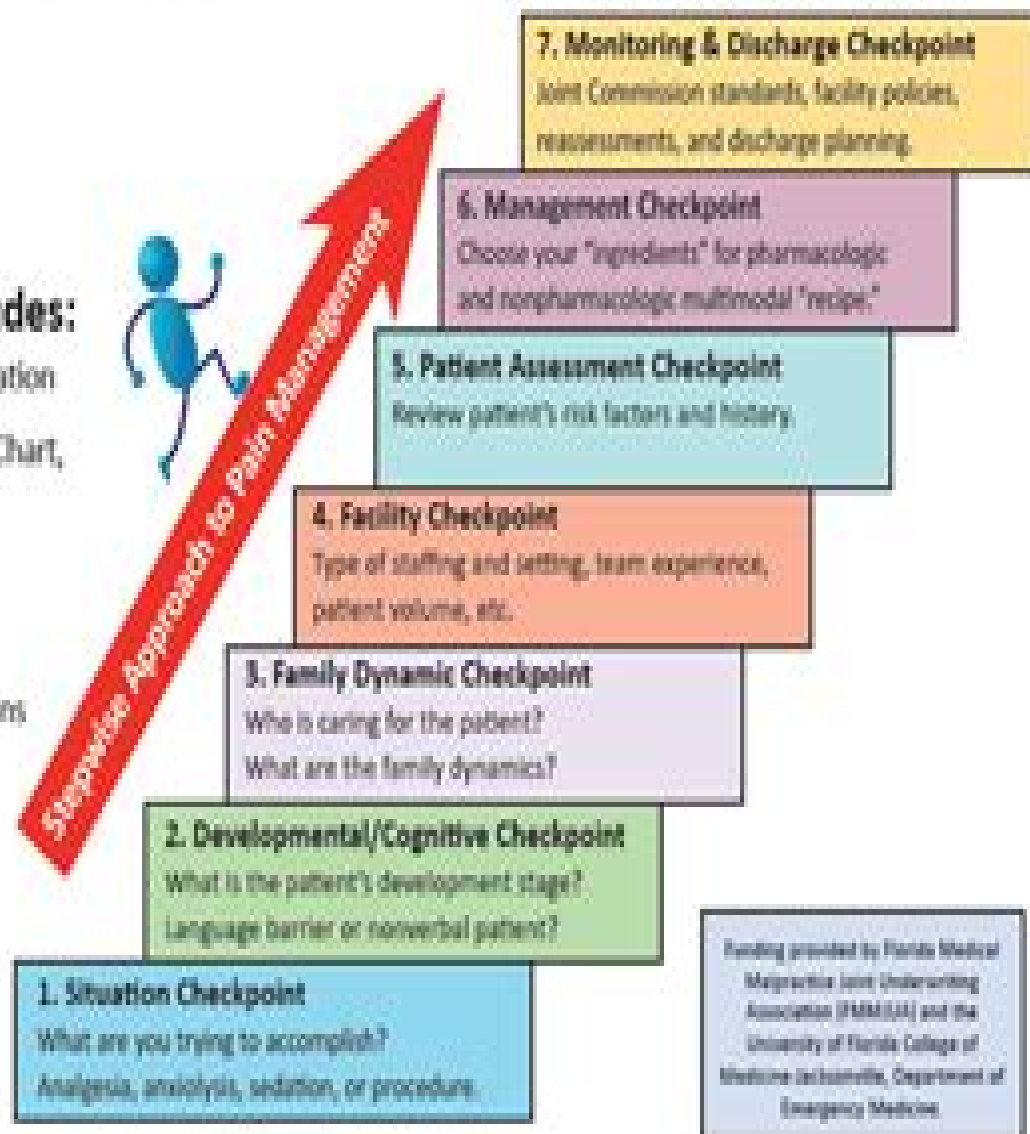 des:
ation
Chart,
ns
Stepwise Approach to Pain Management
7. Monitoring & Discharge Checkpoint
Joint Commission standards, facility policies,
reassessments, and discharge planning.
6. Management Checkpoint
Choose your "ingredients" for pharmacologic
and nonpharmacologic multimodal "recipe."
5. Patient Assessment Checkpoint
Review patient's risk factors and history.
4. Facility Checkpoint
Type of staffing and setting, team experience,
patient volume, etc.
3. Family Dynamic Checkpoint
Who is caring for the patient?
What are the family dynamics?
2. Developmental/Cognitive Checkpoint
What is the patient's development stage?
Language barrier or nonverbal patient?
1. Situation Checkpoint
What are you trying to accomplish?
Analgesia, anxiolysis, sedation, or procedure.
Funding provided by Florida Medical
Malpractice Joint Underwriting
Association (FMMJUA) and the
University of Florida College of
Medicine-Jacksonville, Department of
Emergency Medicine